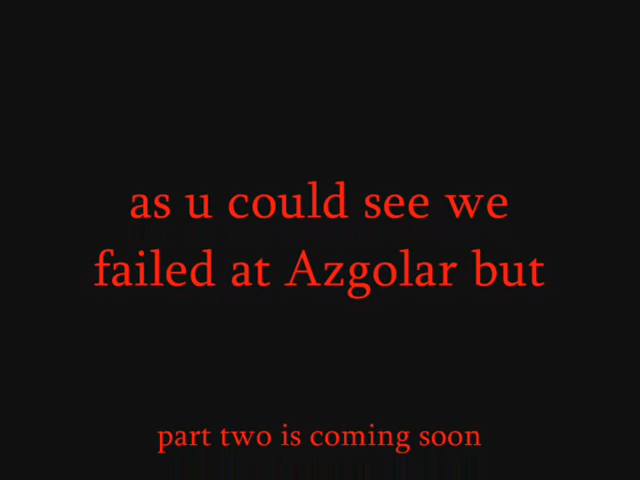 as u could see we
failed at Azgolar but
part two is coming soon